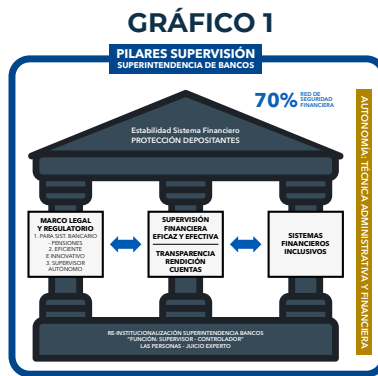 GRÁFICO 1
PILARES SUPERVISIÓN
SUPERINTENDENCIA DE BANCOS
70% RED DE
SEGURIDAD
FINANCIERA
Estabilidad Sistema Financiero
PROTECCIÓN DEPOSITANTES
AUTONOMÍA: TÉCNICA ADMINISTRATIVA Y FINANCIERA
MARCO LEGAL
Y REGULATORIO
1. PARA SIST. BANCARIO
- PENSIONES
2. EFICIENTE
E INNOVATIVO
3. SUPERVISOR
AUTÓNOMO
SUPERVISIÓN
FINANCIERA
EFICAZ Y EFECTIVA
TRANSPARENCIA
RENDICIÓN
CUENTAS
SISTEMAS
FINANCIEROS
INCLUSIVOS
RE-INSTITUCIONALIZACIÓN SUPERINTENDENCIA BANCOS
"FUNCIÓN: SUPERVISOR - CONTROLADOR"
LAS PERSONAS - JUICIO EXPERTO